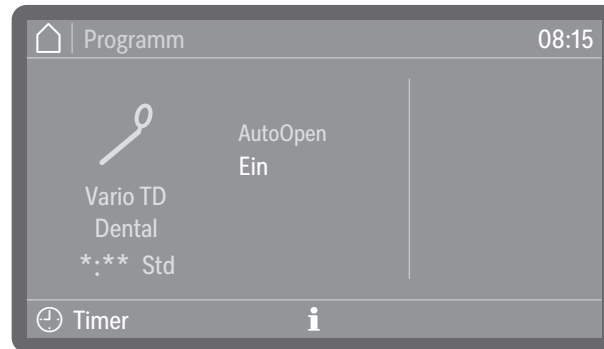 Programm
08:15
AutoOpen
Ein
Vario TD
Dental
*:** Std
Timer
i